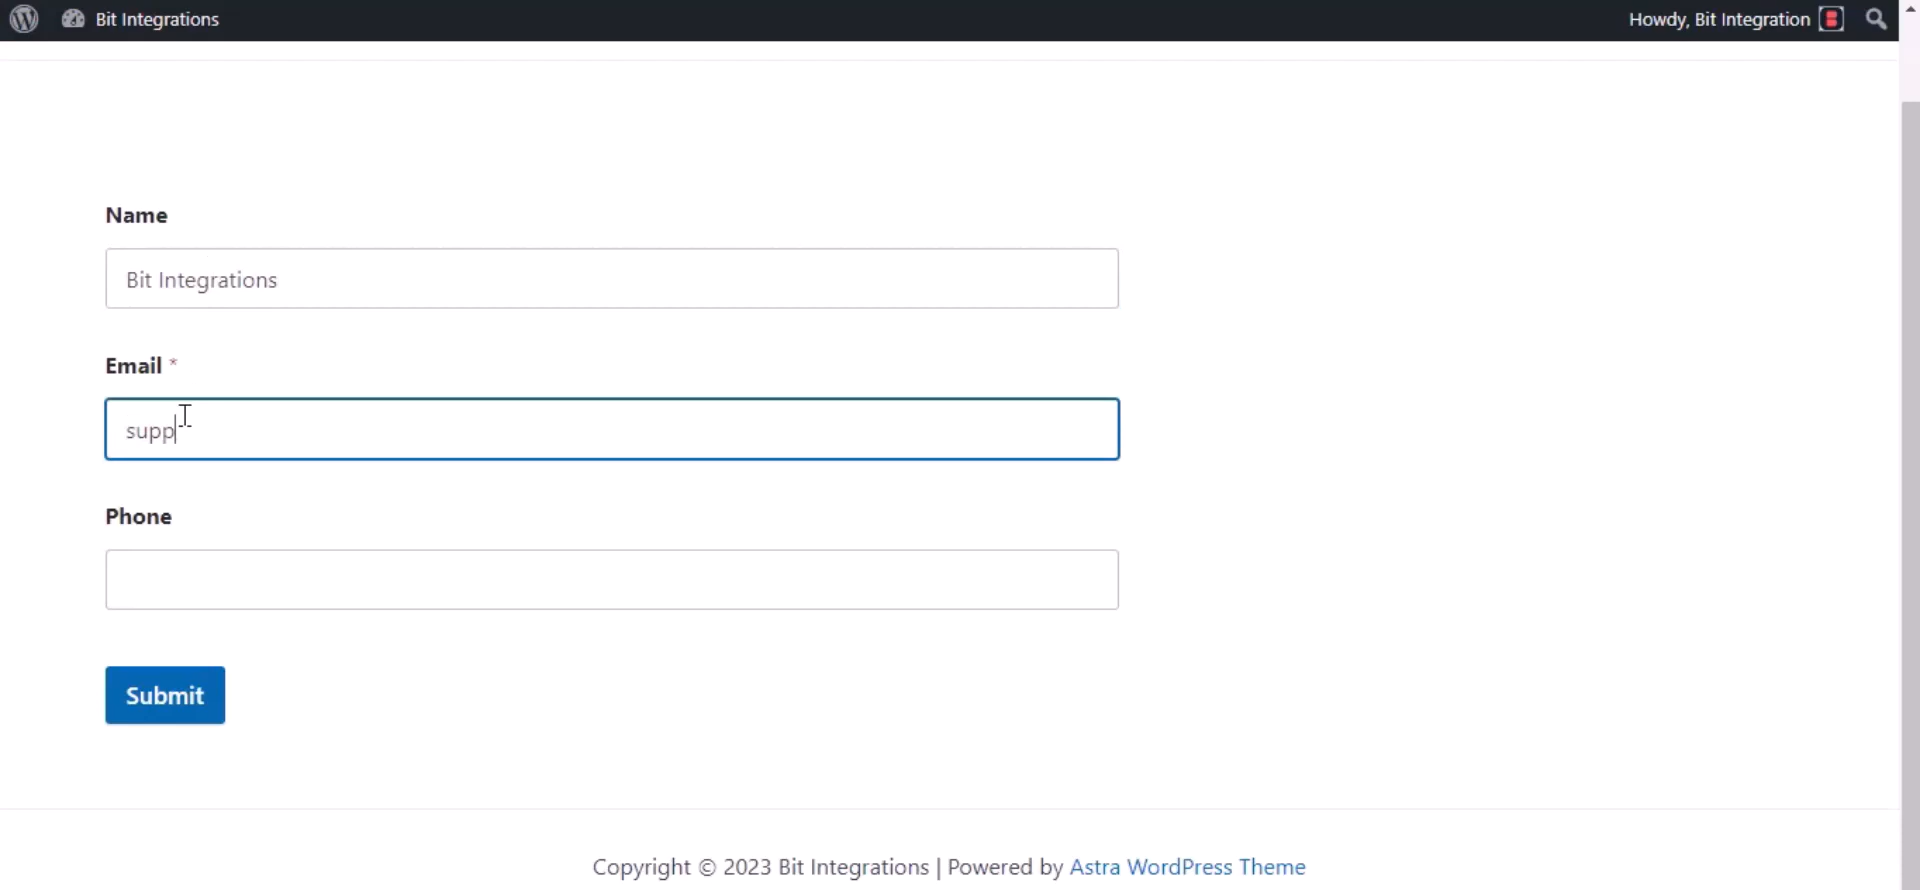 Bit Integrations Howdy, Bit Integration
Name
Bit Integrations
Email *
supp
Phone
Submit
Copyright © 2023 Bit Integrations | Powered by Astra WordPress Theme